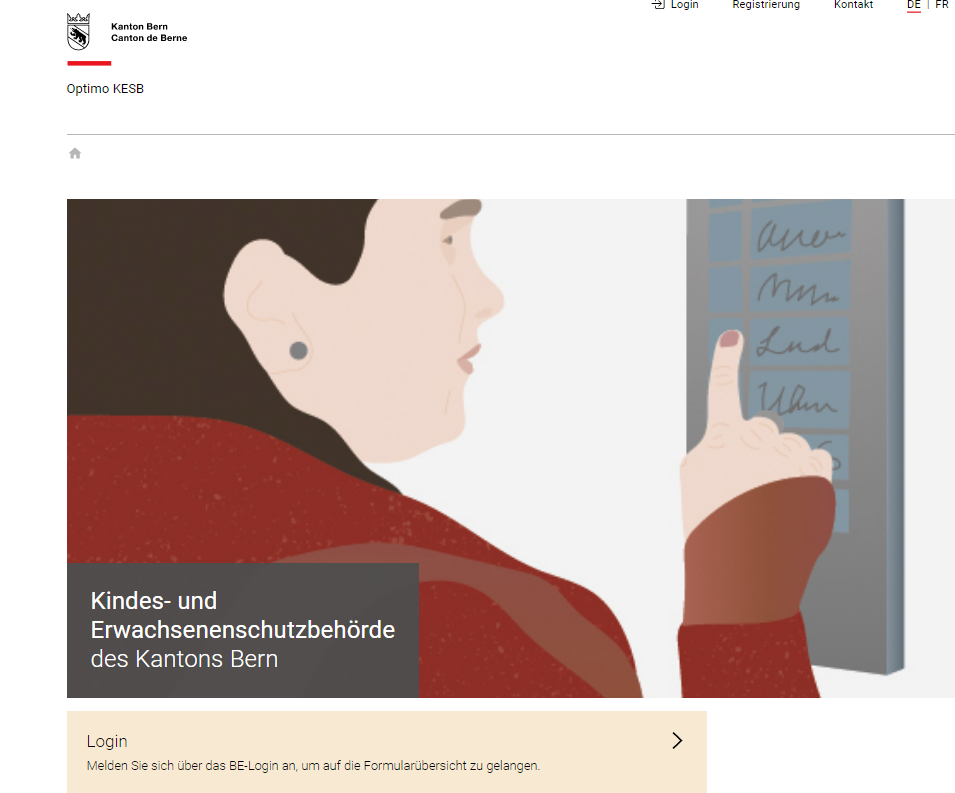 Login Registrierung Kontakt DE | FR
Kanton Bern
Canton de Berne
Optimo KESB
Lud
Kindes- und
Erwachsenenschutzbehörde
des Kantons Bern
Login
Melden Sie sich über das BE-Login an, um auf die Formularübersicht zu gelangen.